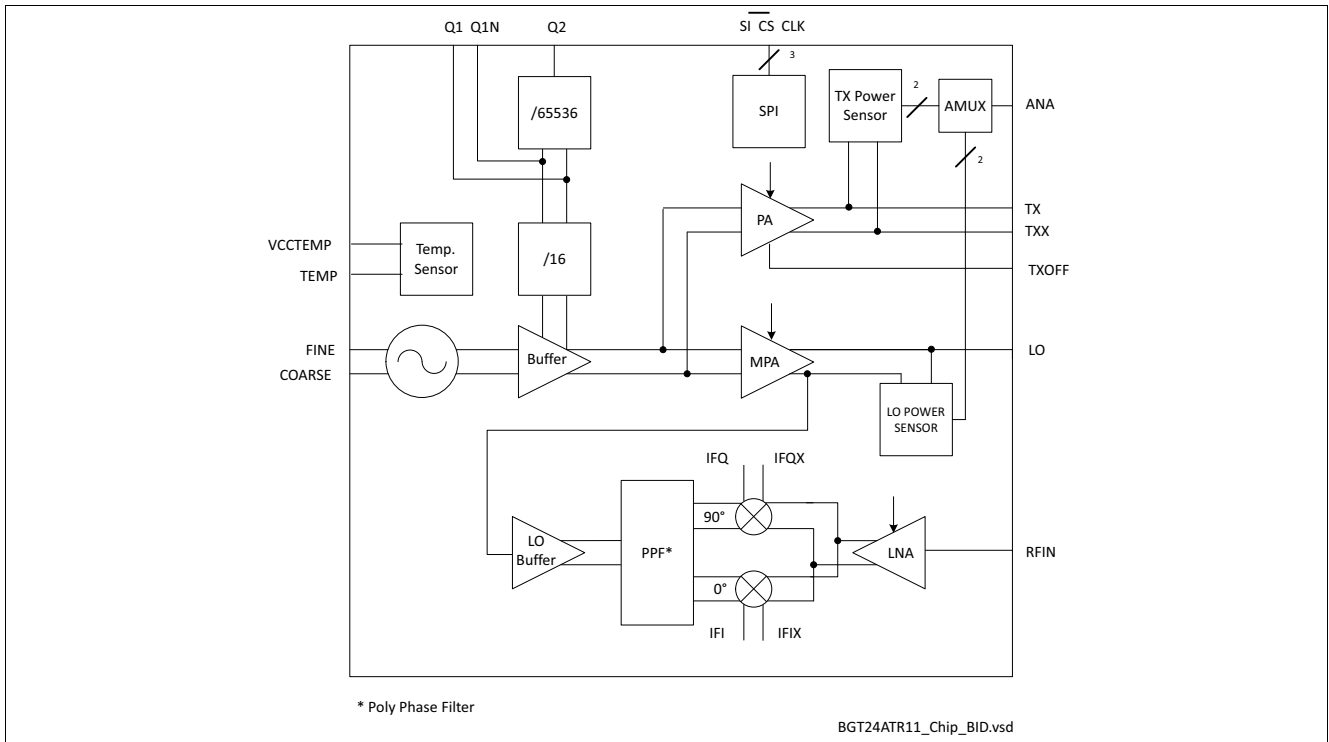 Q1 Q1N Q2 SI CS CLK
3
/65536
SPI
TX Power
Sensor
2
AMUX
ANA
2
PA
TX
TXX
TXOFF
VCCTEMP
TEMP
Temp.
Sensor
/16
FINE
COARSE
Buffer
MPA
LO
LO POWER
SENSOR
IFQ IFQX
LO
Buffer
PPF*
90°
0°
LNA
RFIN
IFI IFIX
* Poly Phase Filter
BGT24ATR11_Chip_BID.vsd